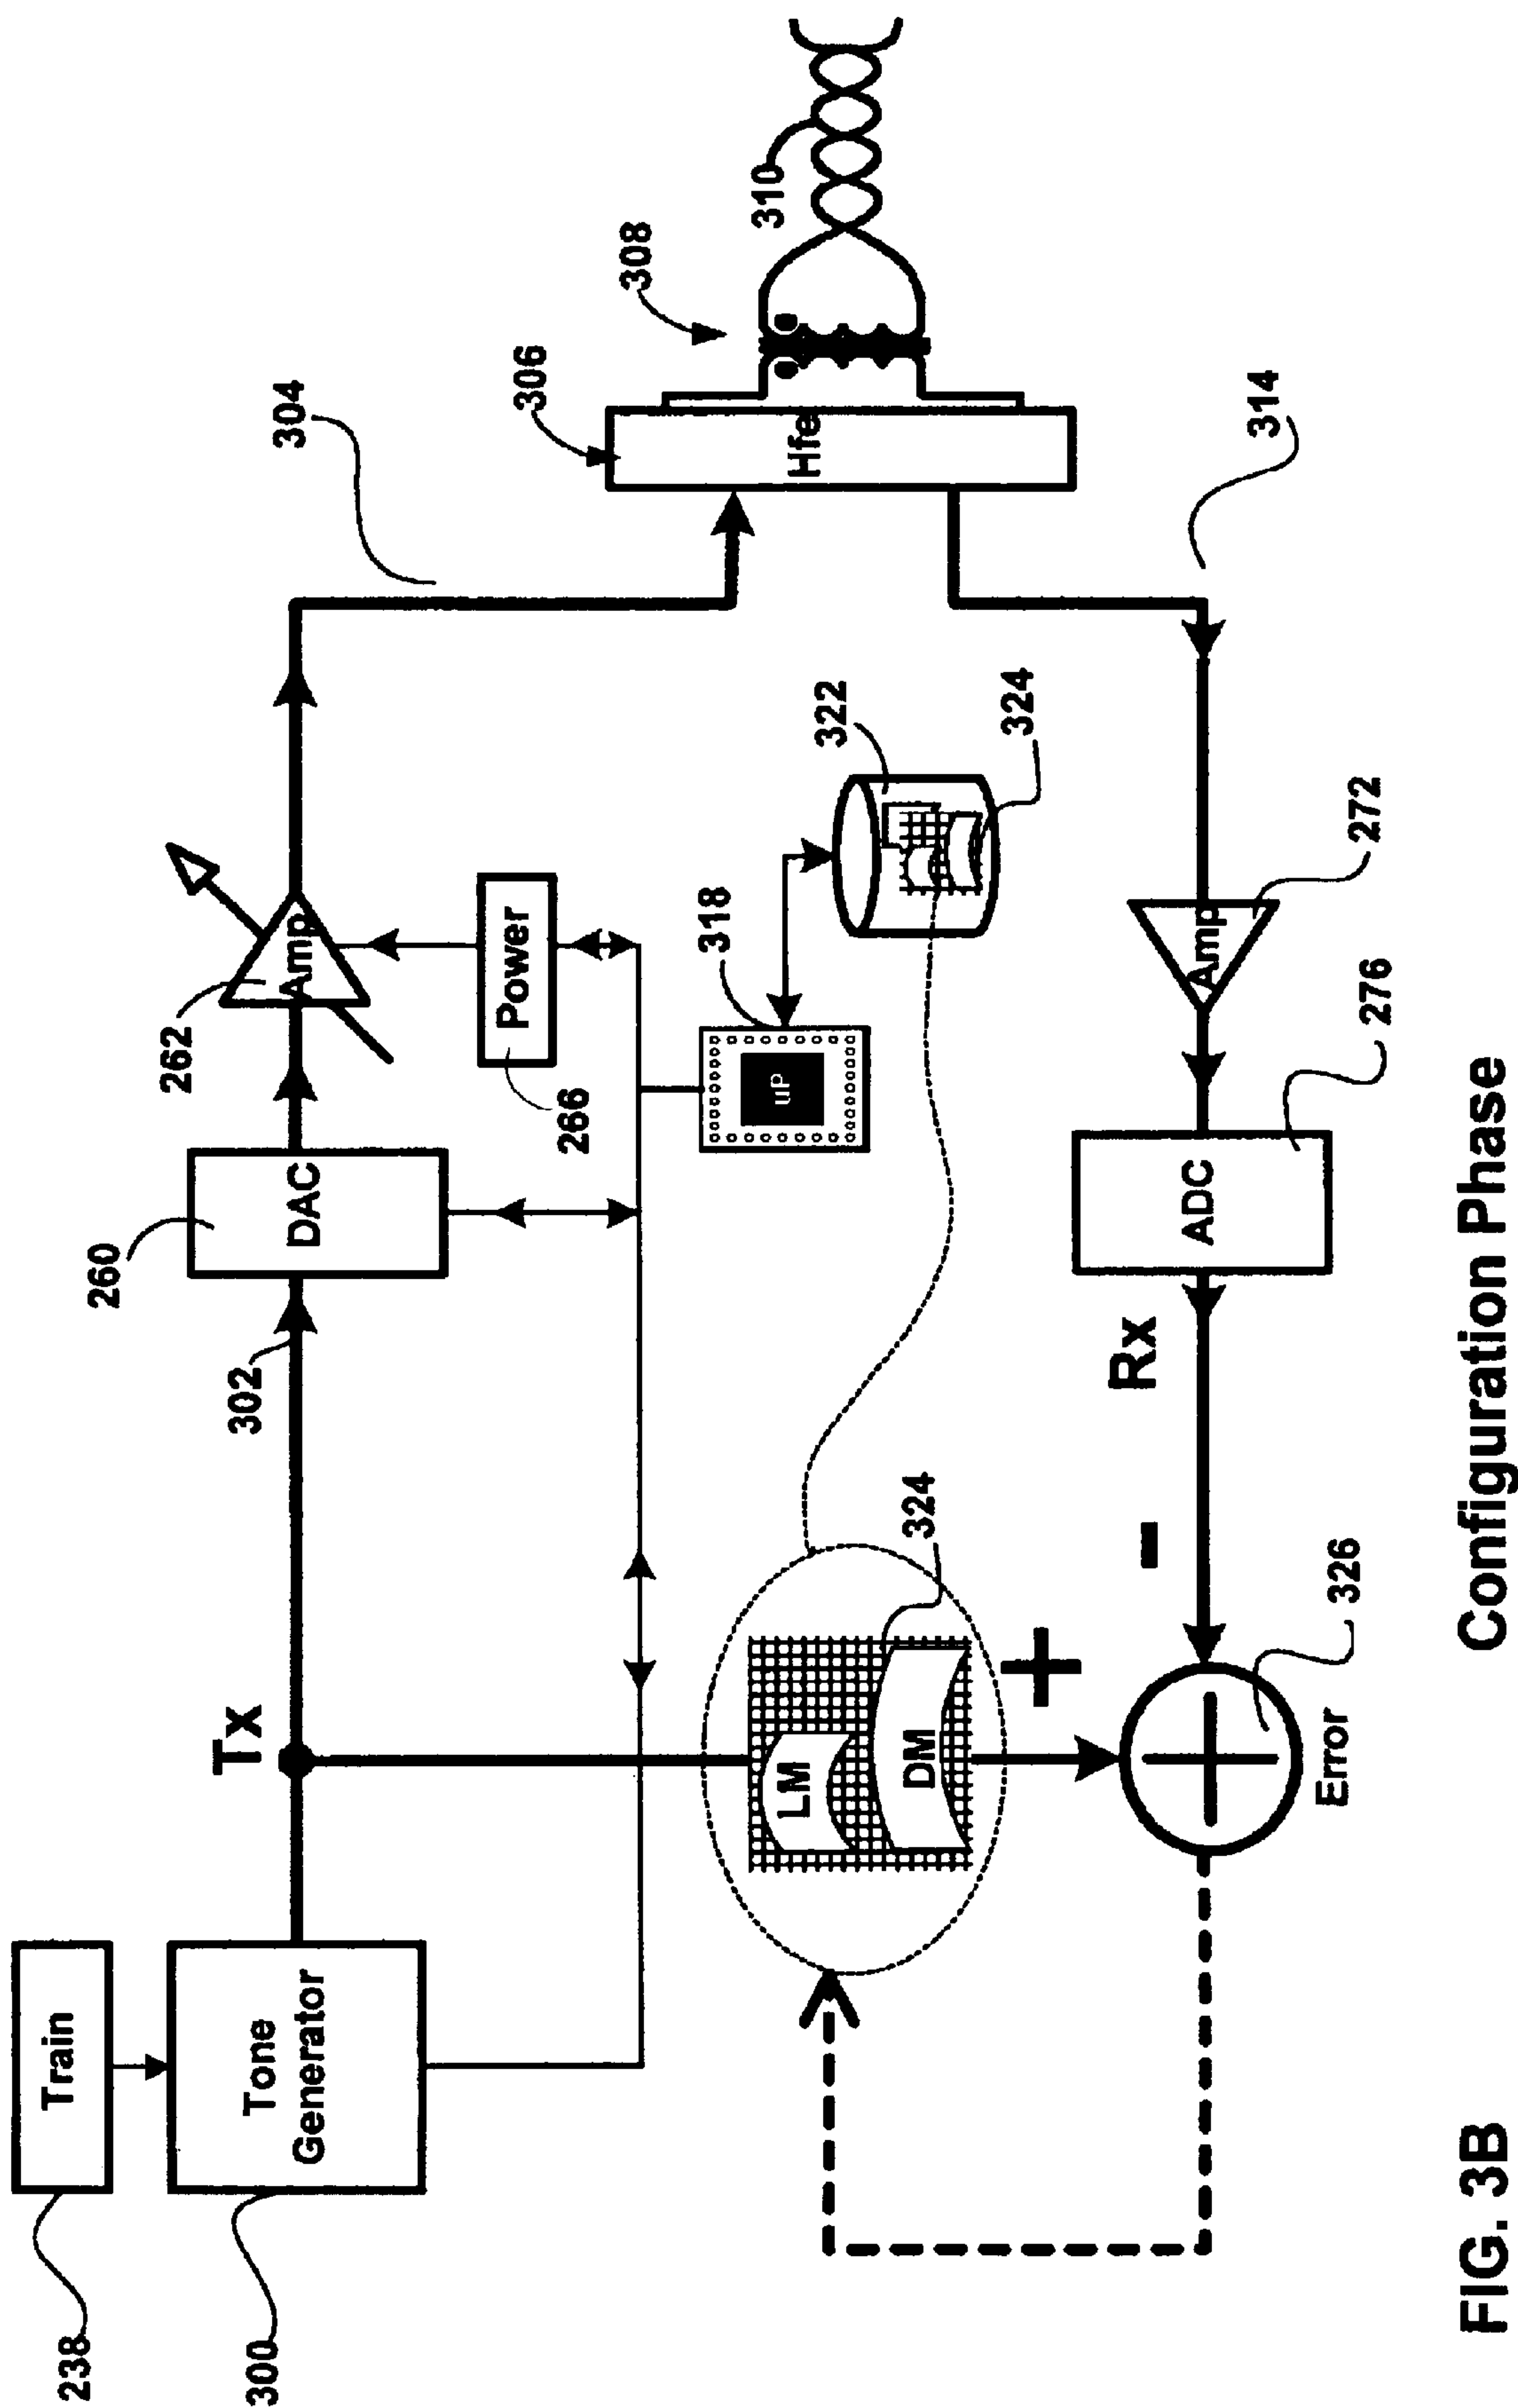 238
Train
300
Tone
Generator
Tx
302
260
DAC
262
Amp
266
Power
304
306
Hfe
308
310
318
uP
322
324
LM
DM
324
+
-
Rx
326
Error
276
ADC
272
Amp
314
FIG. 3B
Configuration Phase